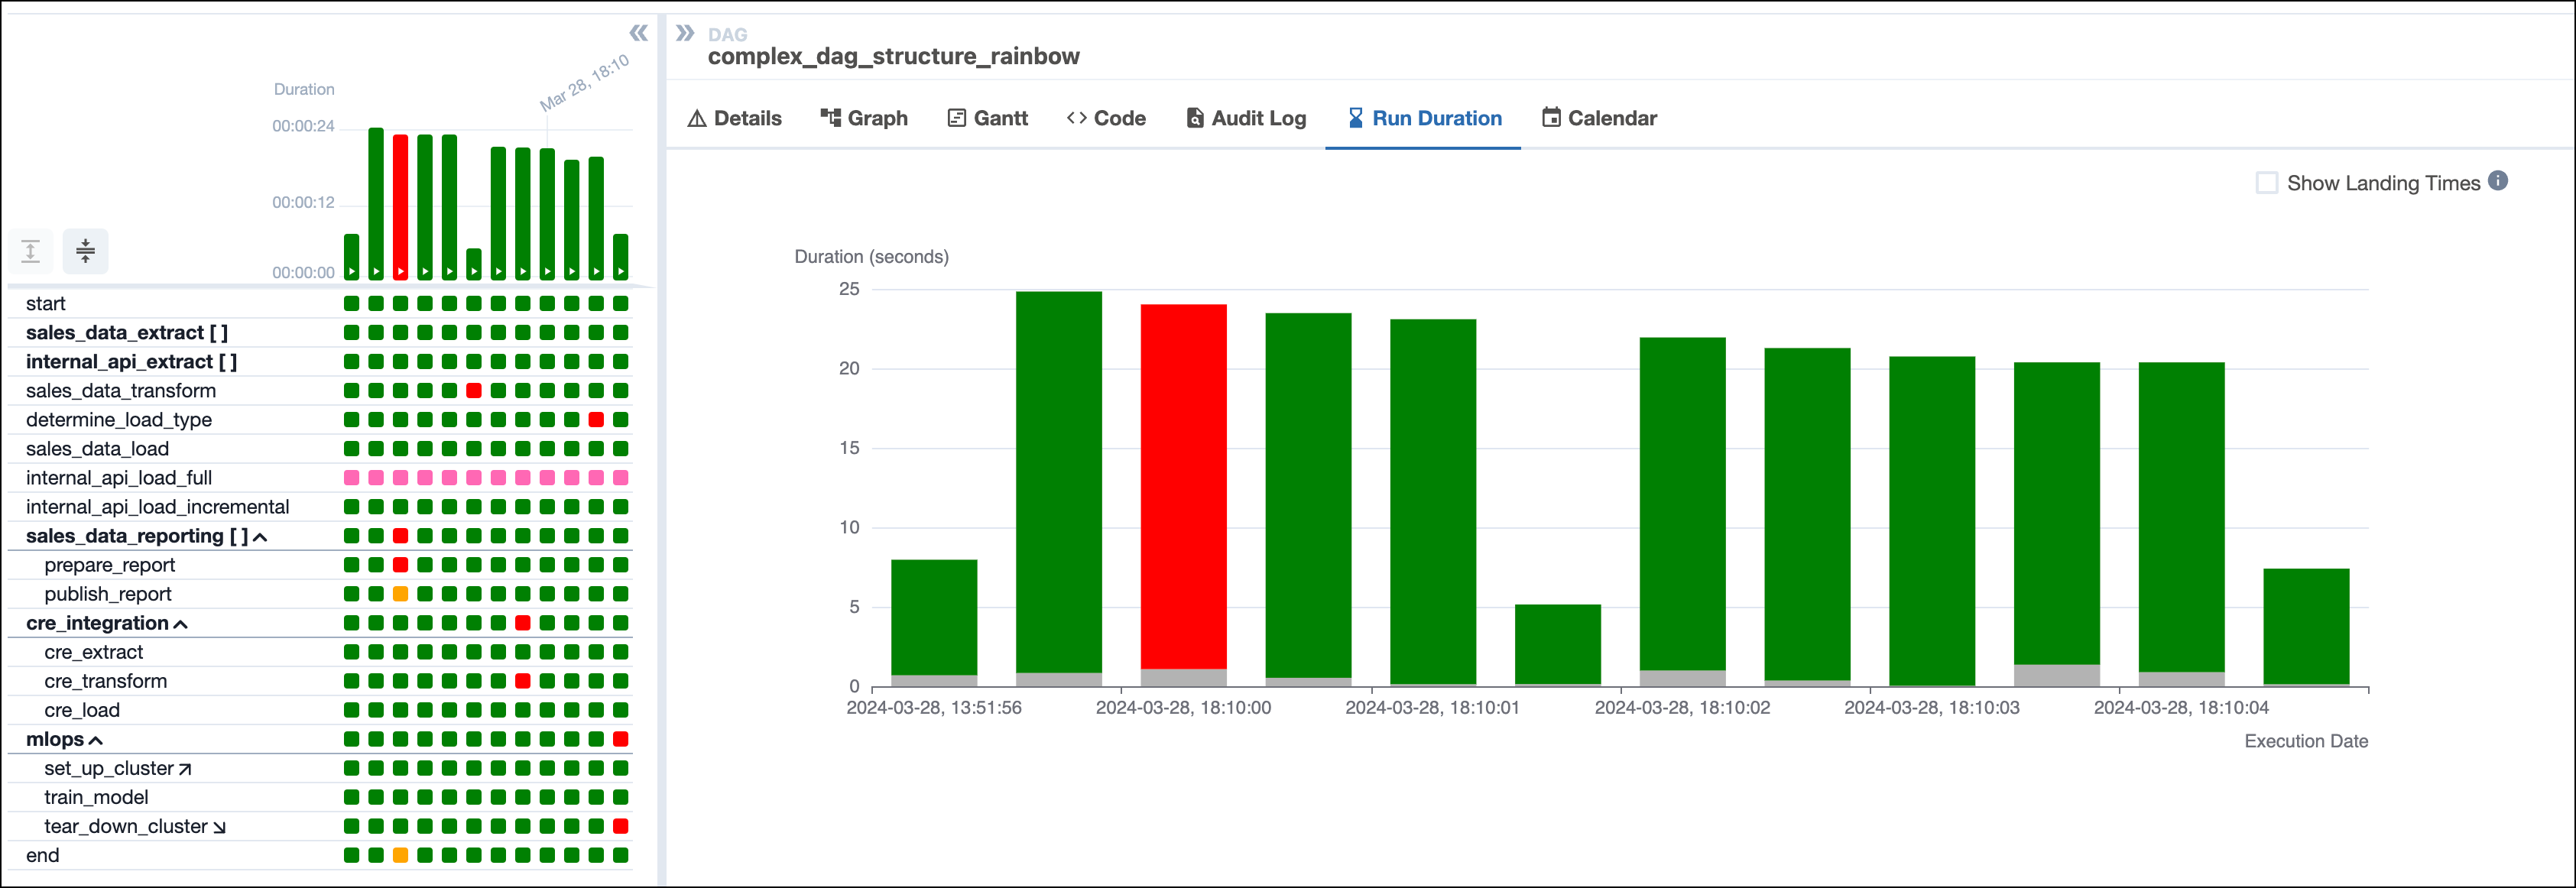 Duration
Mar 28, 18:10
00:00:24
00:00:12
00:00:00
start
sales_data_extract [ ]
internal_api_extract [ ]
sales_data_transform
determine_load_type
sales_data_load
internal_api_load_full
internal_api_load_incremental
sales_data_reporting [ ]
prepare_report
publish_report
cre_integration
cre_extract
cre_transform
cre_load
mlops
set_up_cluster
train_model
tear_down_cluster
end
DAG
complex_dag_structure_rainbow
Details Graph Gantt Code Audit Log Run Duration Calendar
Show Landing Times
Duration (seconds)
25
20
15
10
5
0
2024-03-28, 13:51:56 2024-03-28, 18:10:00 2024-03-28, 18:10:01 2024-03-28, 18:10:02 2024-03-28, 18:10:03 2024-03-28, 18:10:04
Execution Date